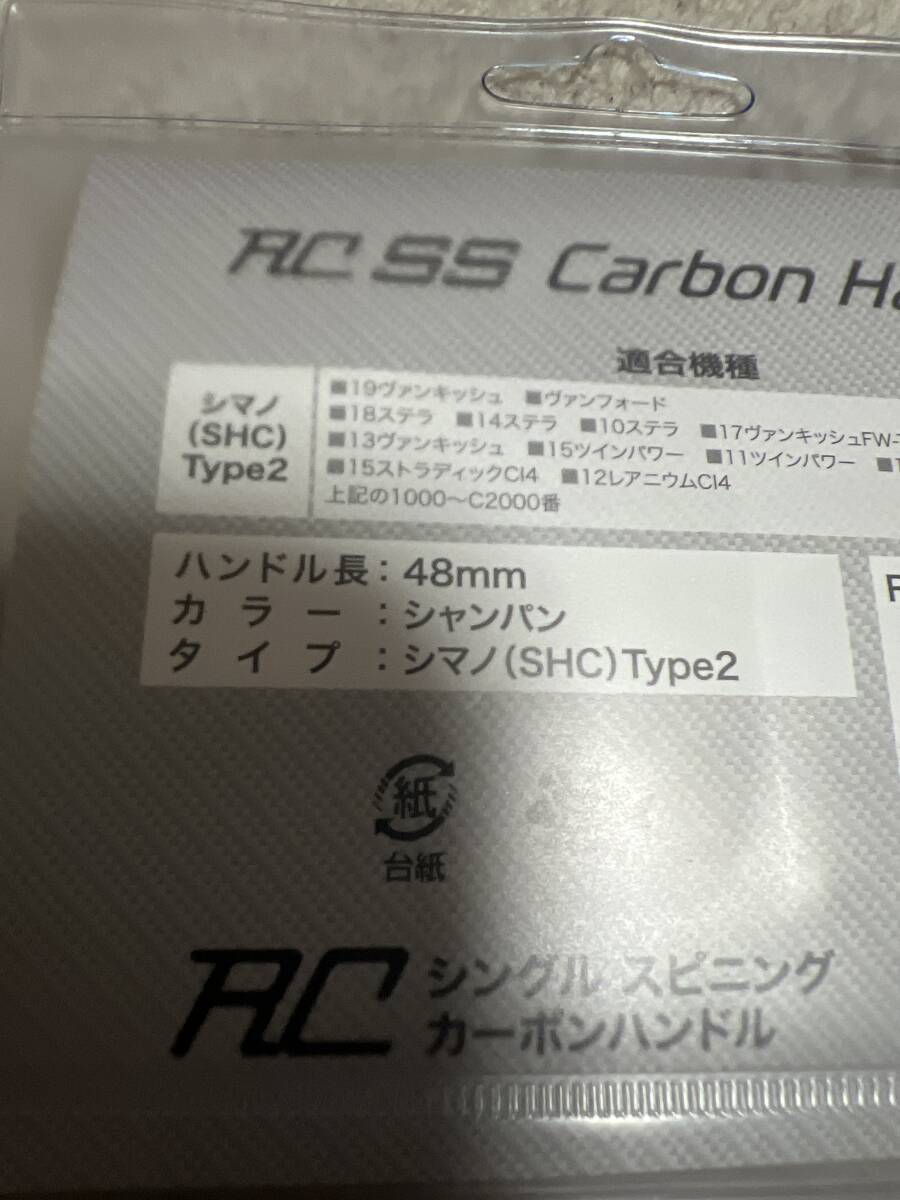 RC SS Carbon
適合機種
シマノ
(SHC)
Type2
■19ヴァンキッシュ ■ヴァンフォード
■18ステラ ■14ステラ ■10ステラ ■17ヴァンキッシュFW-
■13ヴァンキッシュ ■15ツインパワー ■11ツインパワー ■
■15ストラディックCI4 ■12レアニウムCI4
上記の1000〜C2000番
ハンドル長：48mm
カラー：シャンパン
タイプ：シマノ(SHC)Type2
紙
台紙
RC シングル スピニング
カーボンハンドル